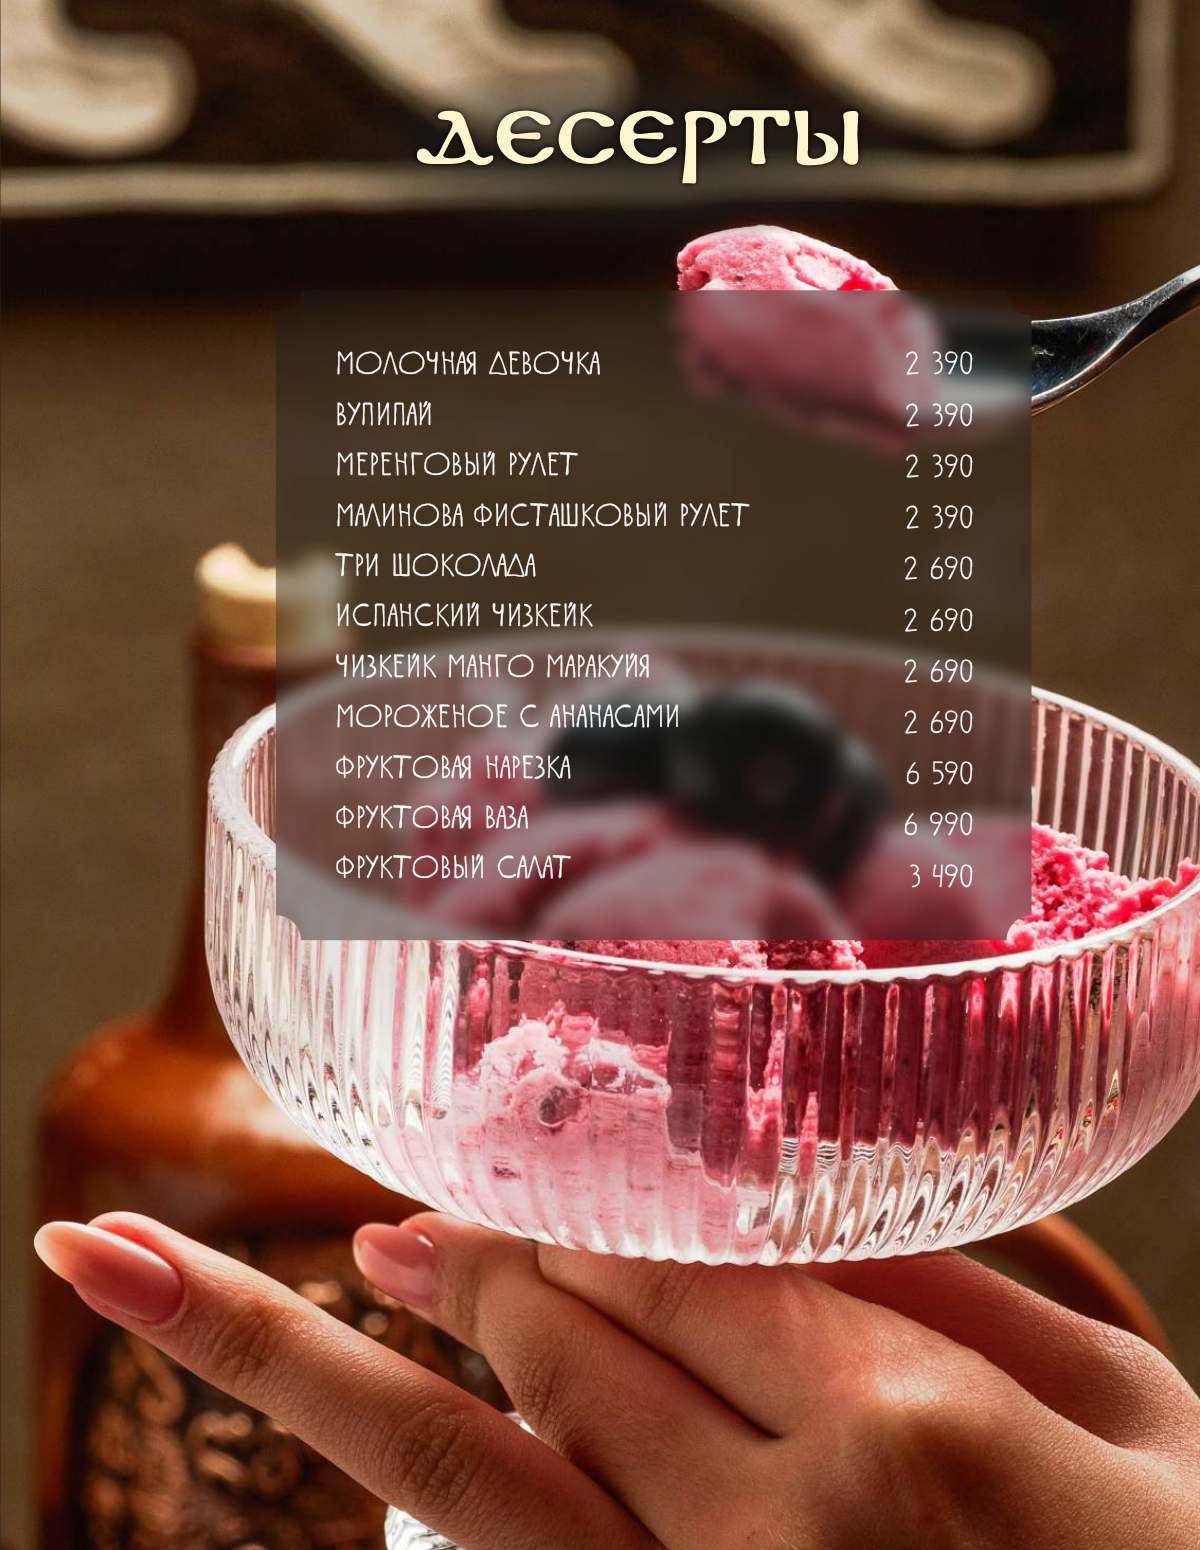 ДЕСЕРТЫ
МОЛОЧНАЯ ДЕВОЧКА 2 390
ВУПИПАЙ 2 390
МЕРЕНГОВЫЙ РУЛЕТ 2 390
МАЛИНОВА ФИСТАШКОВЫЙ РУЛЕТ 2 390
ТРИ ШОКОЛАДА 2 690
ИСПАНСКИЙ ЧИЗКЕЙК 2 690
ЧИЗКЕЙК МАНГО МАРАКУЙЯ 2 690
МОРОЖЕНОЕ С АНАНАСАМИ 2 690
ФРУКТОВАЯ НАРЕЗКА 6 590
ФРУКТОВАЯ ВАЗА 6 990
ФРУКТОВЫЙ САЛАТ 3 490